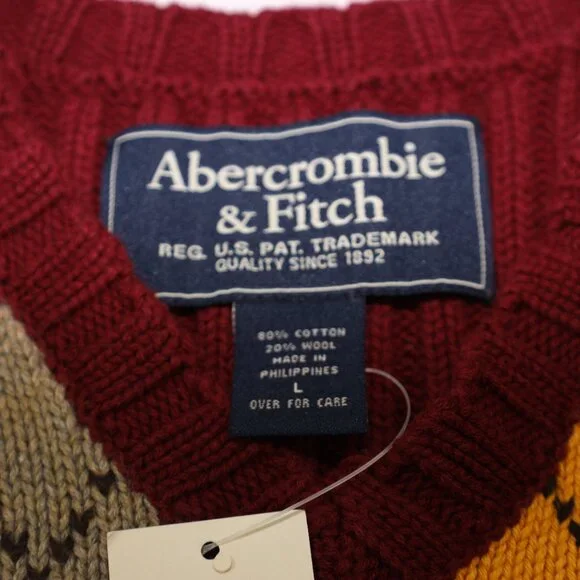 Abercrombie
& Fitch
REG. U.S. PAT. TRADEMARK
QUALITY SINCE 1892
80% COTTON
20% WOOL
MADE IN
PHILIPPINES
L
OVER FOR CARE